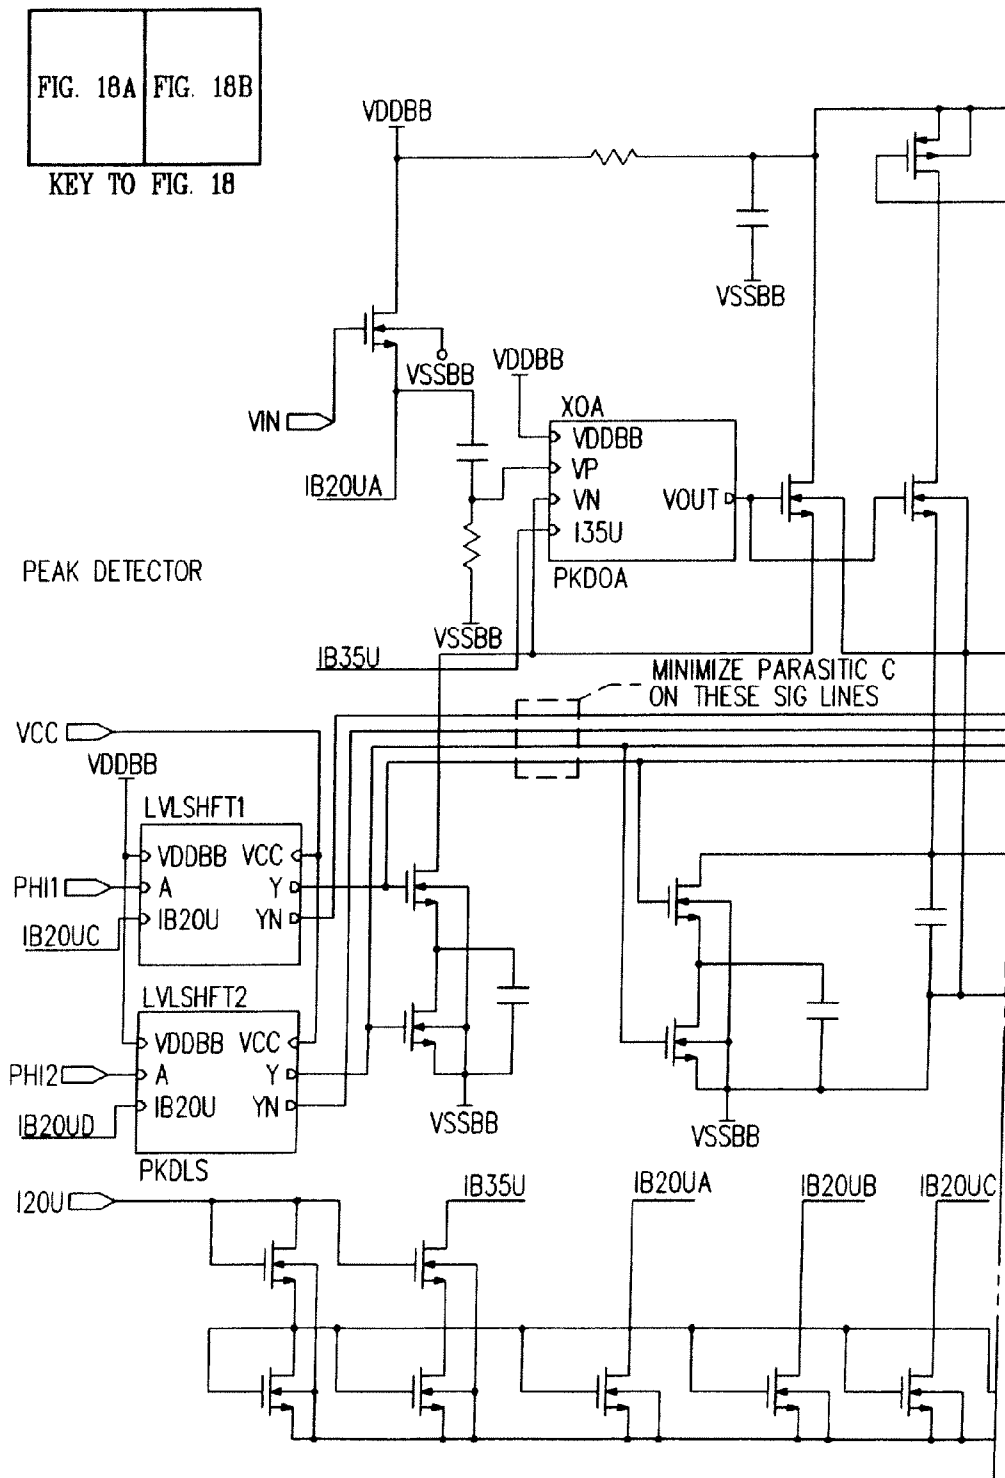 FIG. 18A FIG. 18B
KEY TO FIG. 18
VDDBB
VSSBB
VSSBB
VDDBB
VIN
X0A
VDDBB
VP
VN
I35U
VOUT
PKDOA
IB20UA
PEAK DETECTOR
VSSBB
IB35U
MINIMIZE PARASITIC C
ON THESE SIG LINES
VCC
VDDBB
LVLSHFT1
VDDBB VCC
PHI1
A Y
IB20U YN
IB20UC
LVLSHFT2
VDDBB VCC
PHI2
A Y
IB20U YN
IB20UD
PKDLS
VSSBB
VSSBB
I20U
IB35U
IB20UA
IB20UB
IB20UC